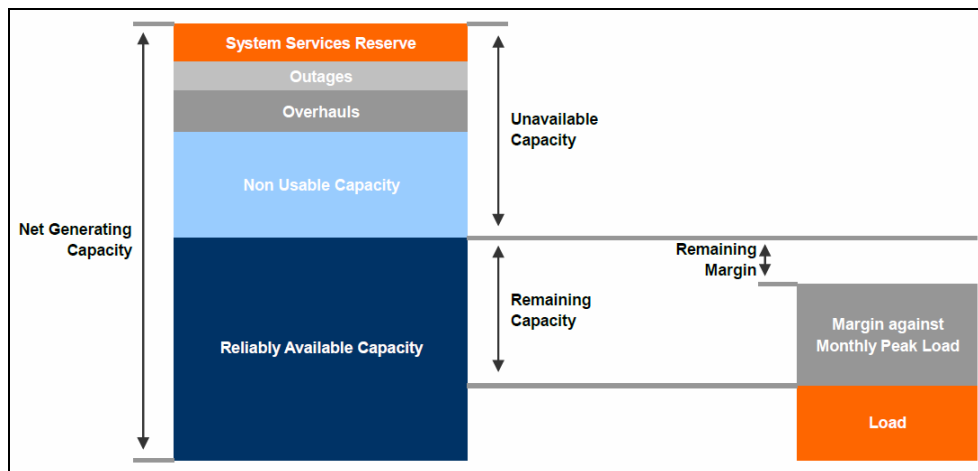 System Services Reserve
Outages
Overhauls
Unavailable
Capacity
Non Usable Capacity
Net Generating
Capacity
Remaining
Margin
Remaining
Capacity
Reliably Available Capacity
Margin against
Monthly Peak Load
Load